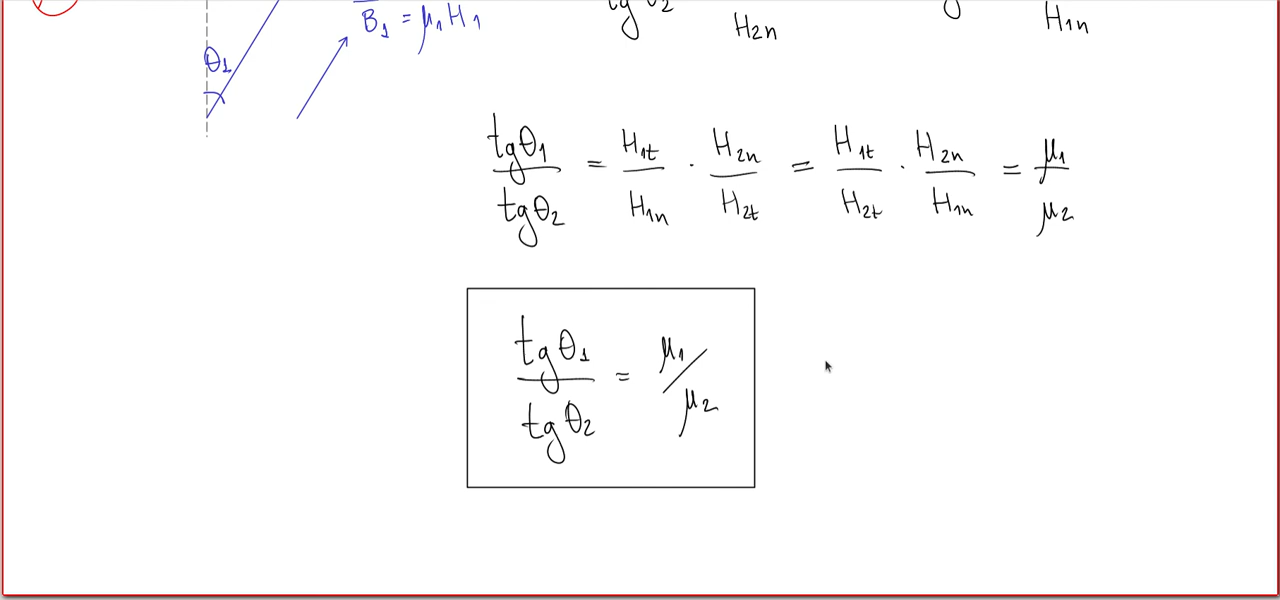 B₁ = μ₁H₁
tgθ₂ H₂ₙ H₁ₙ
θ₁
tgθ₁ / tgθ₂ = H₁t / H₁n · H₂n / H₂t = H₁t / H₂t · H₂n / H₁n = μ₁ / μ₂
tgθ₁ / tgθ₂ = μ₁ / μ₂